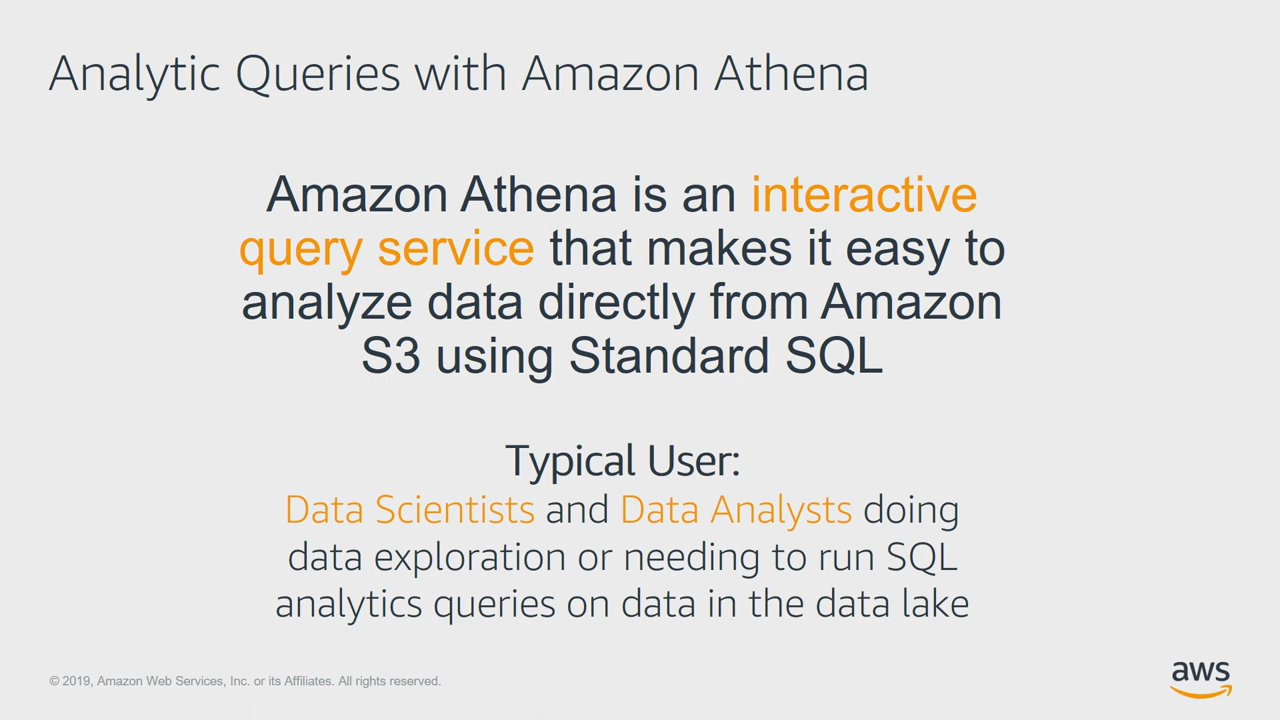 Analytic Queries with Amazon Athena
Amazon Athena is an interactive
query service that makes it easy to
analyze data directly from Amazon
S3 using Standard SQL
Typical User:
Data Scientists and Data Analysts doing
data exploration or needing to run SQL
analytics queries on data in the data lake
© 2019, Amazon Web Services, Inc. or its Affiliates. All rights reserved.
aws